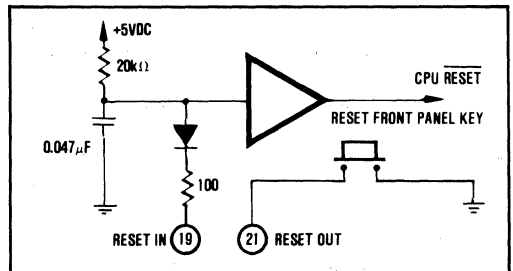 +5VDC
20kΩ
CPU RESET
RESET FRONT PANEL KEY
0.047μF
100
RESET IN 19
21 RESET OUT